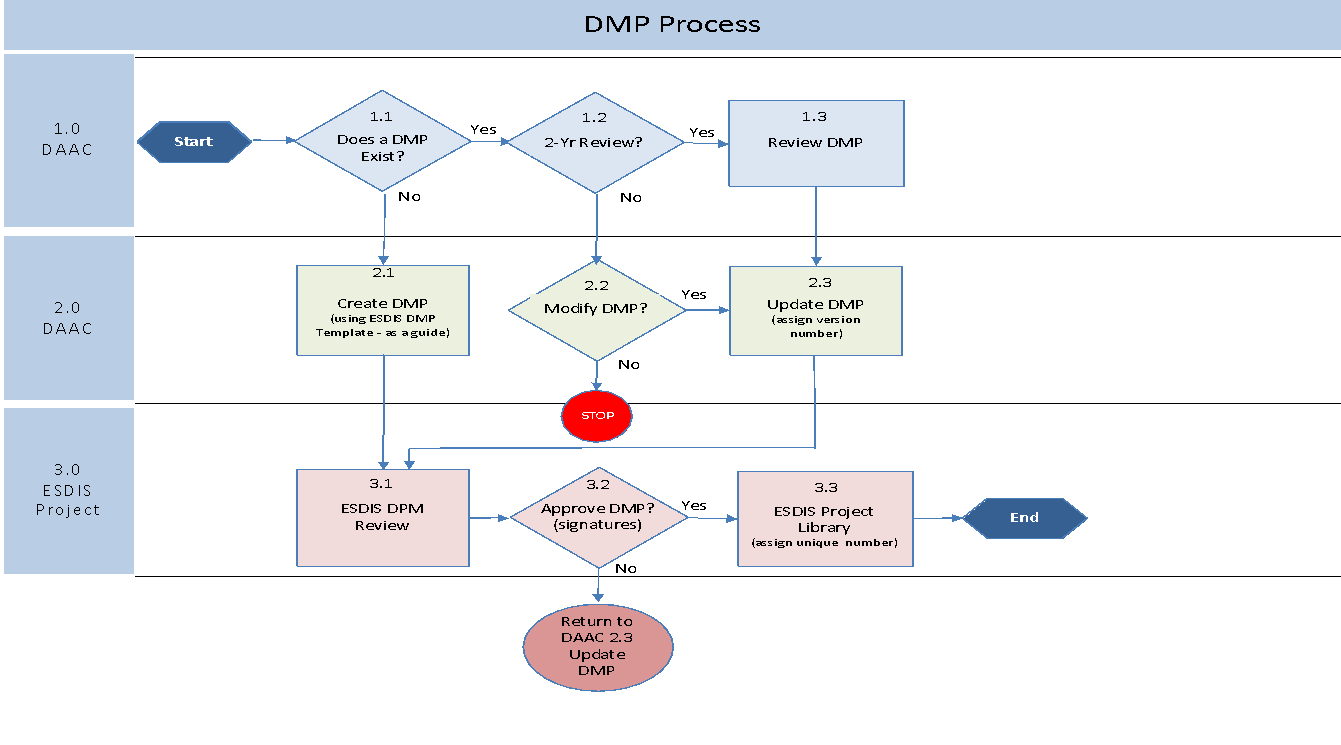 DMP Process
1.0
DAAC
Start
1.1
Does a DMP
Exist?
Yes
No
1.2
2-Yr Review?
Yes
No
1.3
Review DMP
2.0
DAAC
2.1
Create DMP
(using ESDIS DMP
Template - as a guide)
2.2
Modify DMP?
Yes
No
STOP
2.3
Update DMP
(assign version
number)
3.0
ESDIS
Project
3.1
ESDIS DPM
Review
3.2
Approve DMP?
(signatures)
Yes
No
3.3
ESDIS Project
Library
(assign unique number)
End
Return to
DAAC 2.3
Update
DMP